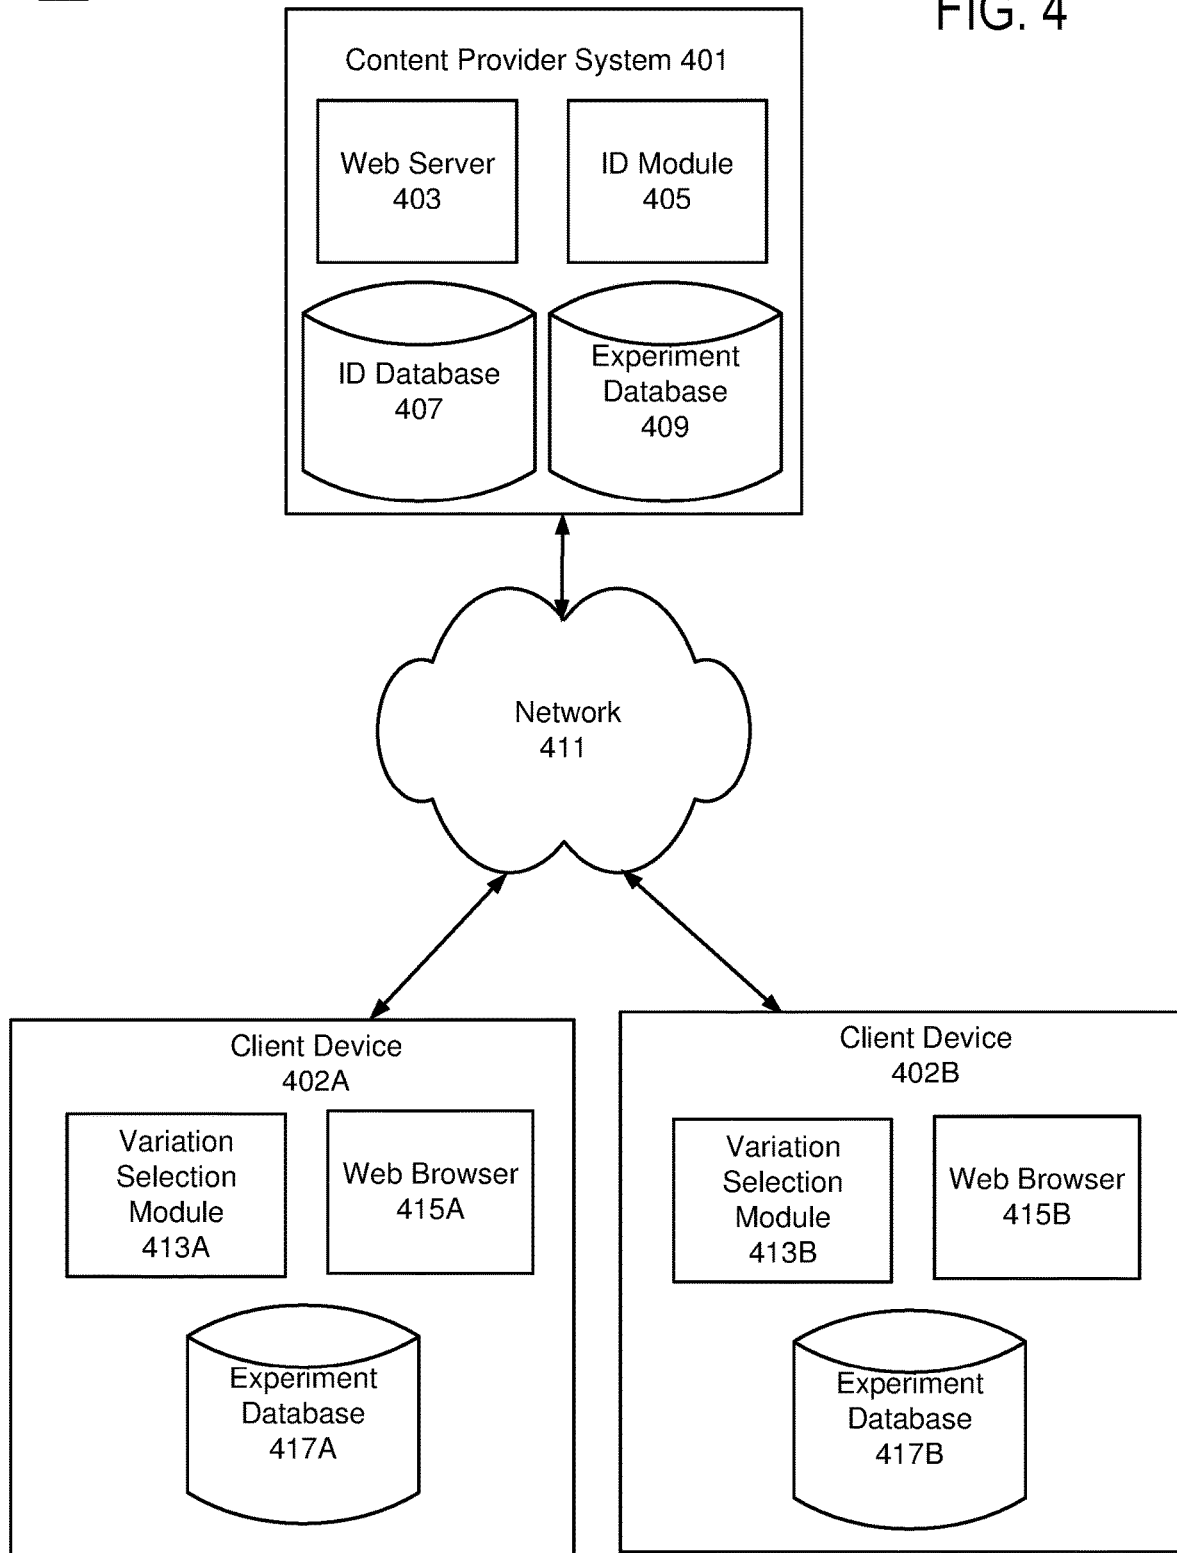 FIG. 4
Content Provider System 401
Web Server
403
ID Module
405
ID Database
407
Experiment
Database
409
Network
411
Client Device
402A
Variation
Selection
Module
413A
Web Browser
415A
Experiment
Database
417A
Client Device
402B
Variation
Selection
Module
413B
Web Browser
415B
Experiment
Database
417B